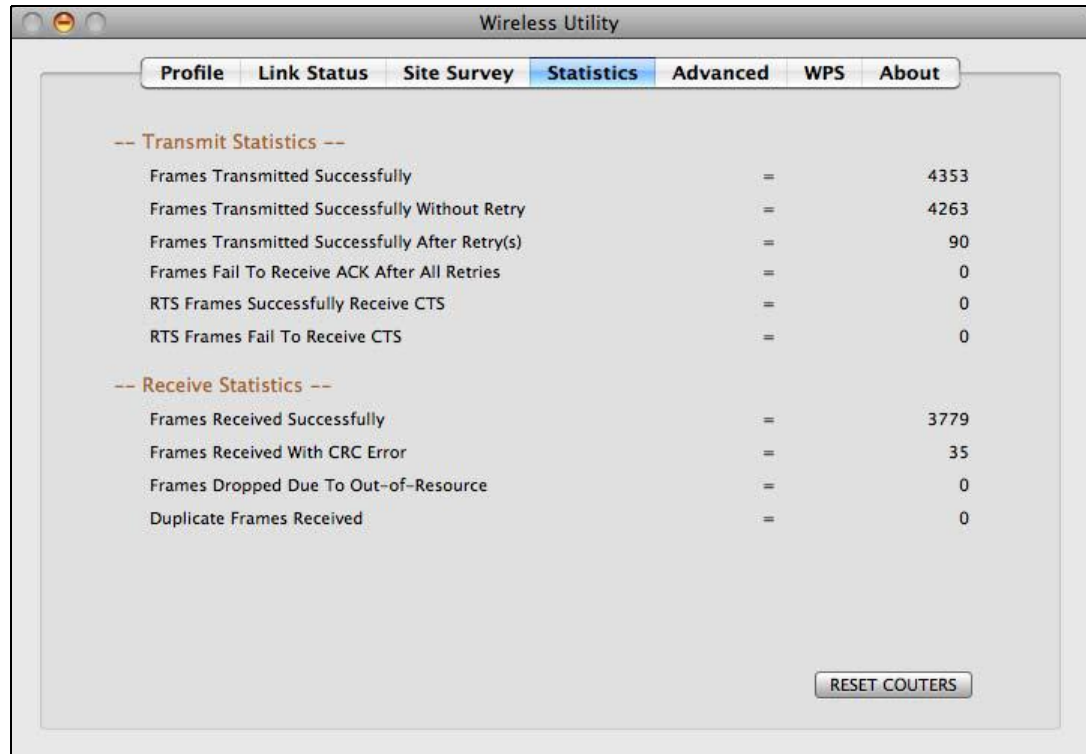 Wireless Utility
Profile Link Status Site Survey Statistics Advanced WPS About
-- Transmit Statistics --
Frames Transmitted Successfully = 4353
Frames Transmitted Successfully Without Retry = 4263
Frames Transmitted Successfully After Retry(s) = 90
Frames Fail To Receive ACK After All Retries = 0
RTS Frames Successfully Receive CTS = 0
RTS Frames Fail To Receive CTS = 0
-- Receive Statistics --
Frames Received Successfully = 3779
Frames Received With CRC Error = 35
Frames Dropped Due To Out-of-Resource = 0
Duplicate Frames Received = 0
RESET COUTERS